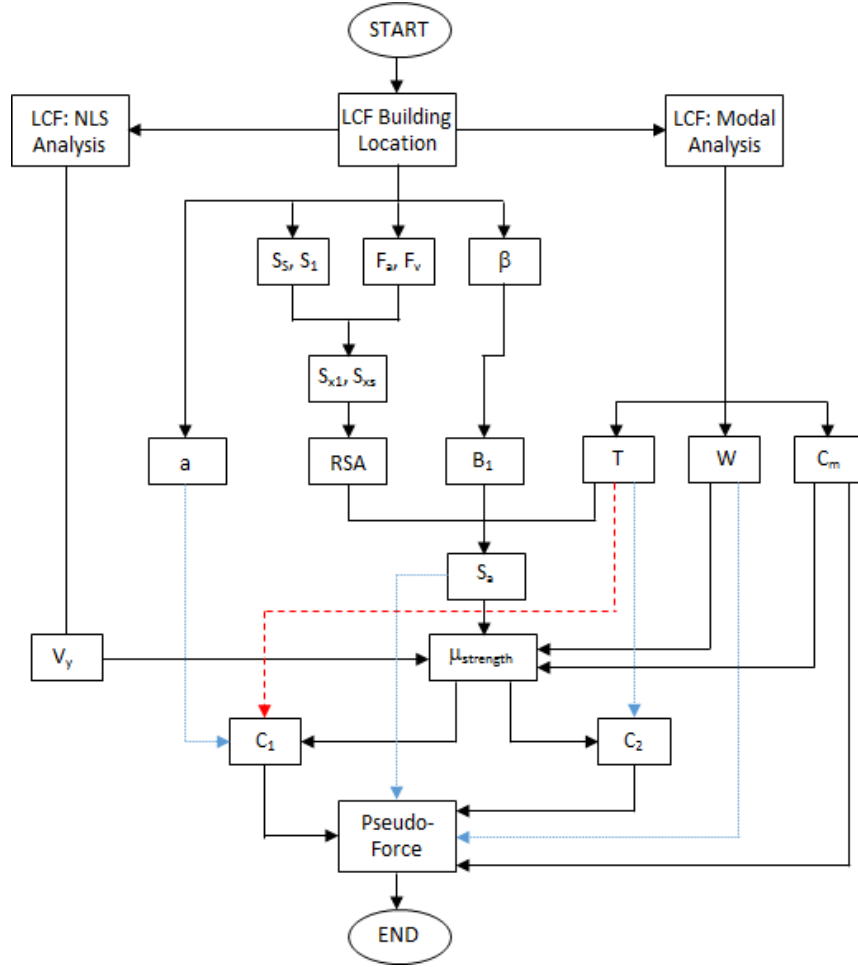 START
LCF: NLS
Analysis
LCF Building
Location
LCF: Modal
Analysis
S_S, S_1
F_a, F_v
β
S_x1, S_xs
a
RSA
B_1
T
W
C_m
S_a
V_y
μ_strength
C_1
C_2
Pseudo-
Force
END